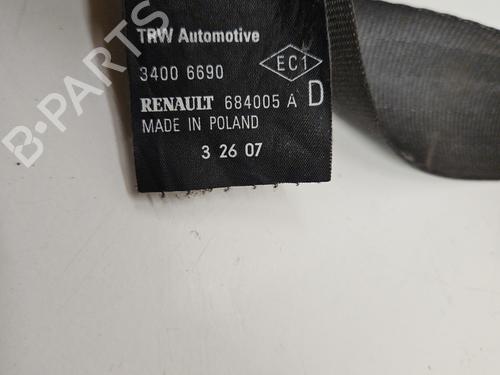 TRW Automotive
3400 6690
EC1
RENAULT 684005 A D
MADE IN POLAND
3 26 07
B-PARTS